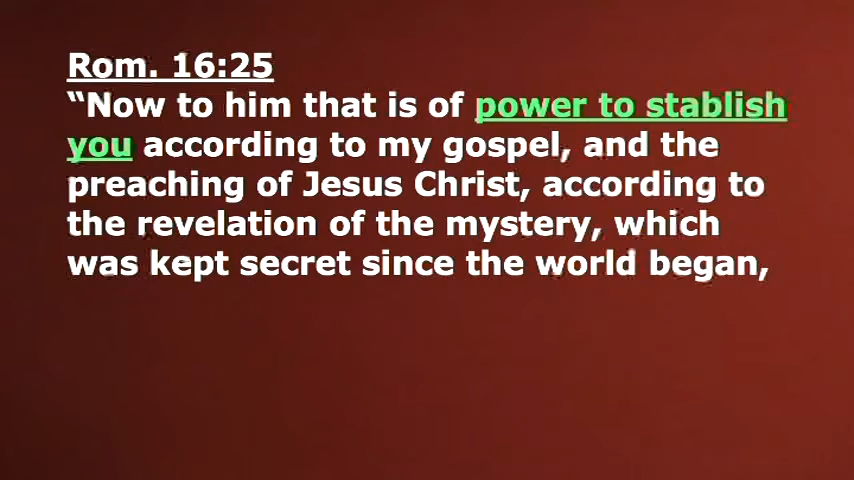 Rom. 16:25
“Now to him that is of power to stablish
you according to my gospel, and the
preaching of Jesus Christ, according to
the revelation of the mystery, which
was kept secret since the world began,